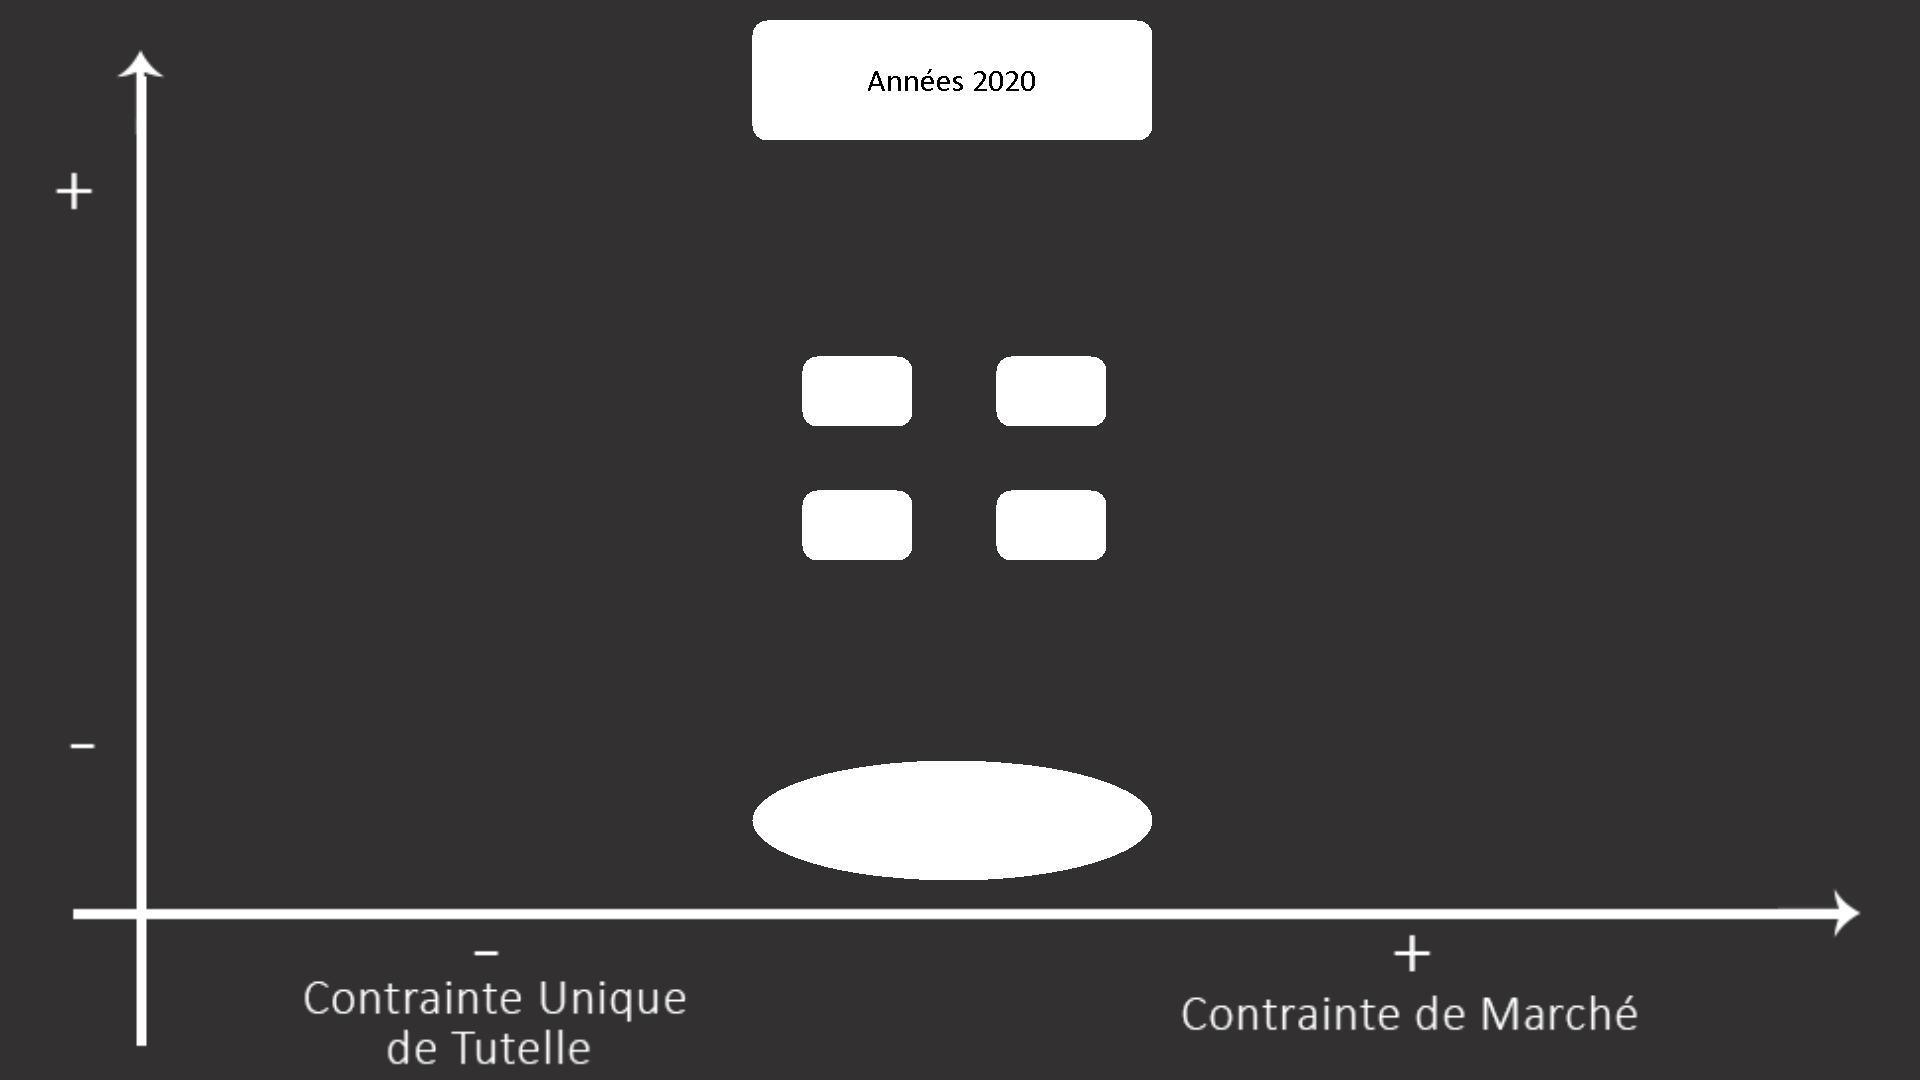 Années 2020
+
–
–
+
Contrainte Unique
de Tutelle
Contrainte de Marché